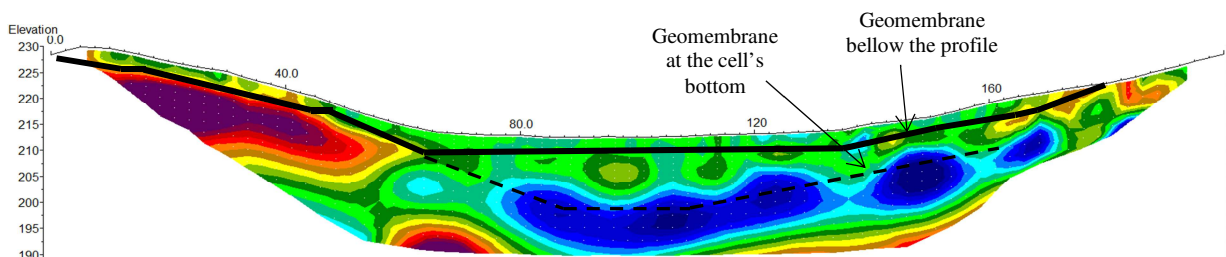 Elevation
0.0
230
225
220
215
210
205
200
195
190
40.0
80.0
120
160
Geomembrane
at the cell's
bottom
Geomembrane
bellow the profile